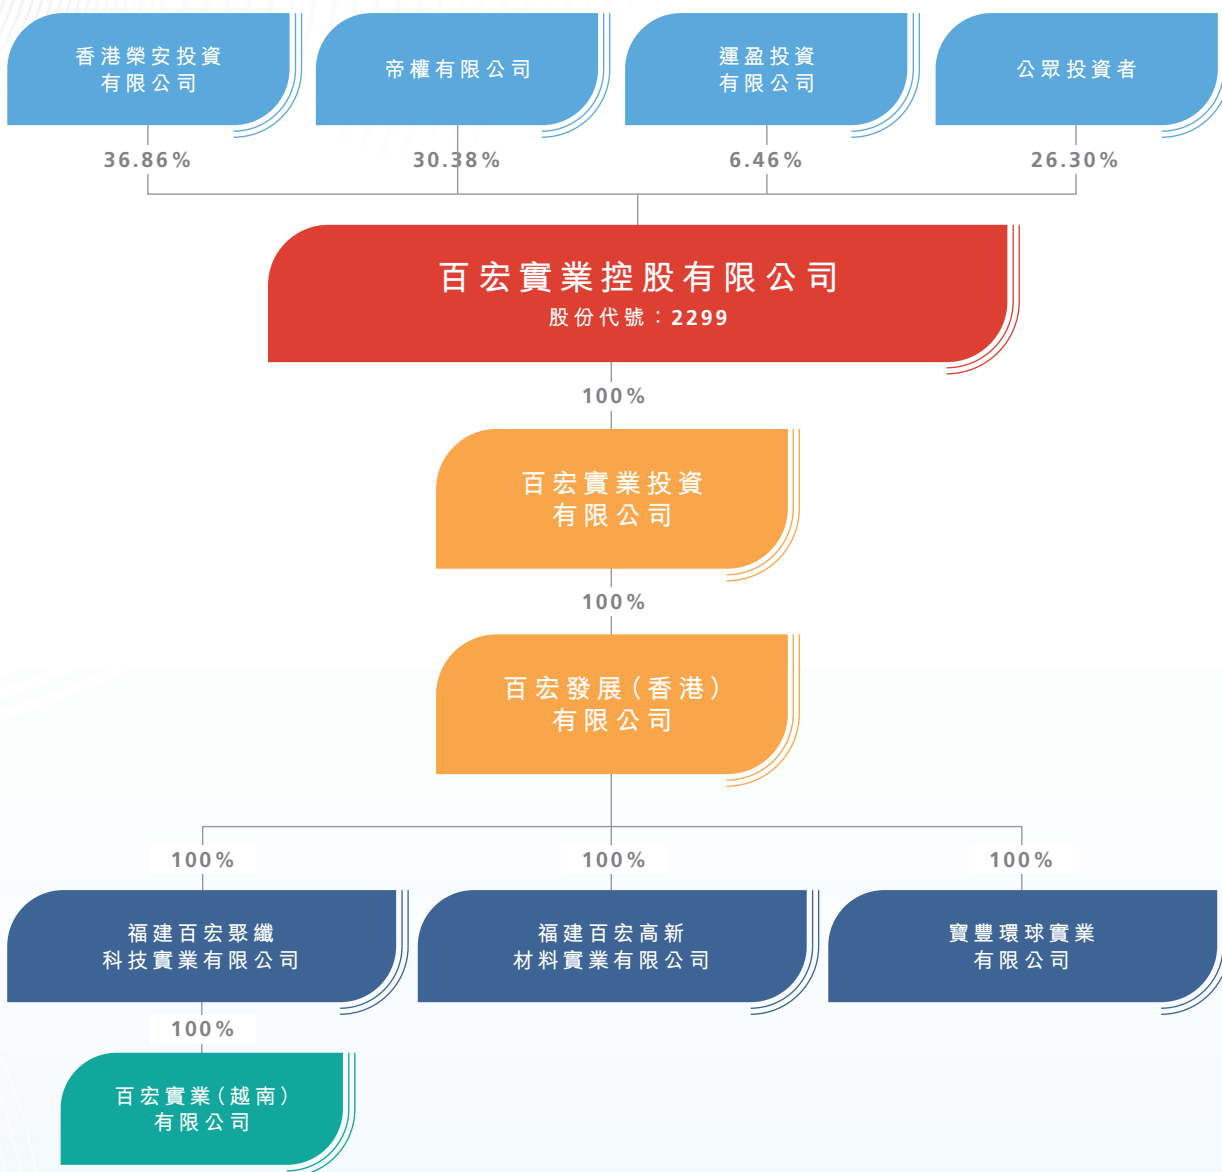 香港榮安投資
有限公司
帝權有限公司
運盈投資
有限公司
公眾投資者
36.86%
30.38%
6.46%
26.30%
百宏實業控股有限公司
股份代號：2299
100%
百宏實業投資
有限公司
100%
百宏發展（香港）
有限公司
100%
100%
100%
福建百宏聚纖
科技實業有限公司
福建百宏高新
材料實業有限公司
寶豐環球實業
有限公司
100%
百宏實業（越南）
有限公司